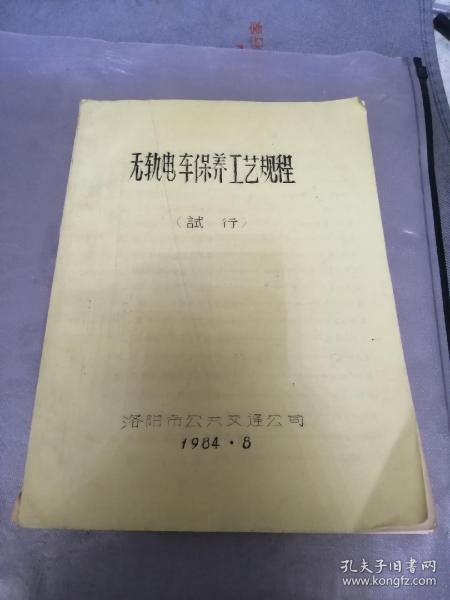 无轨电车保养工艺规程
(試行)
洛阳市公共交通公司
1984·8
孔夫子旧书网
www.kongfz.com